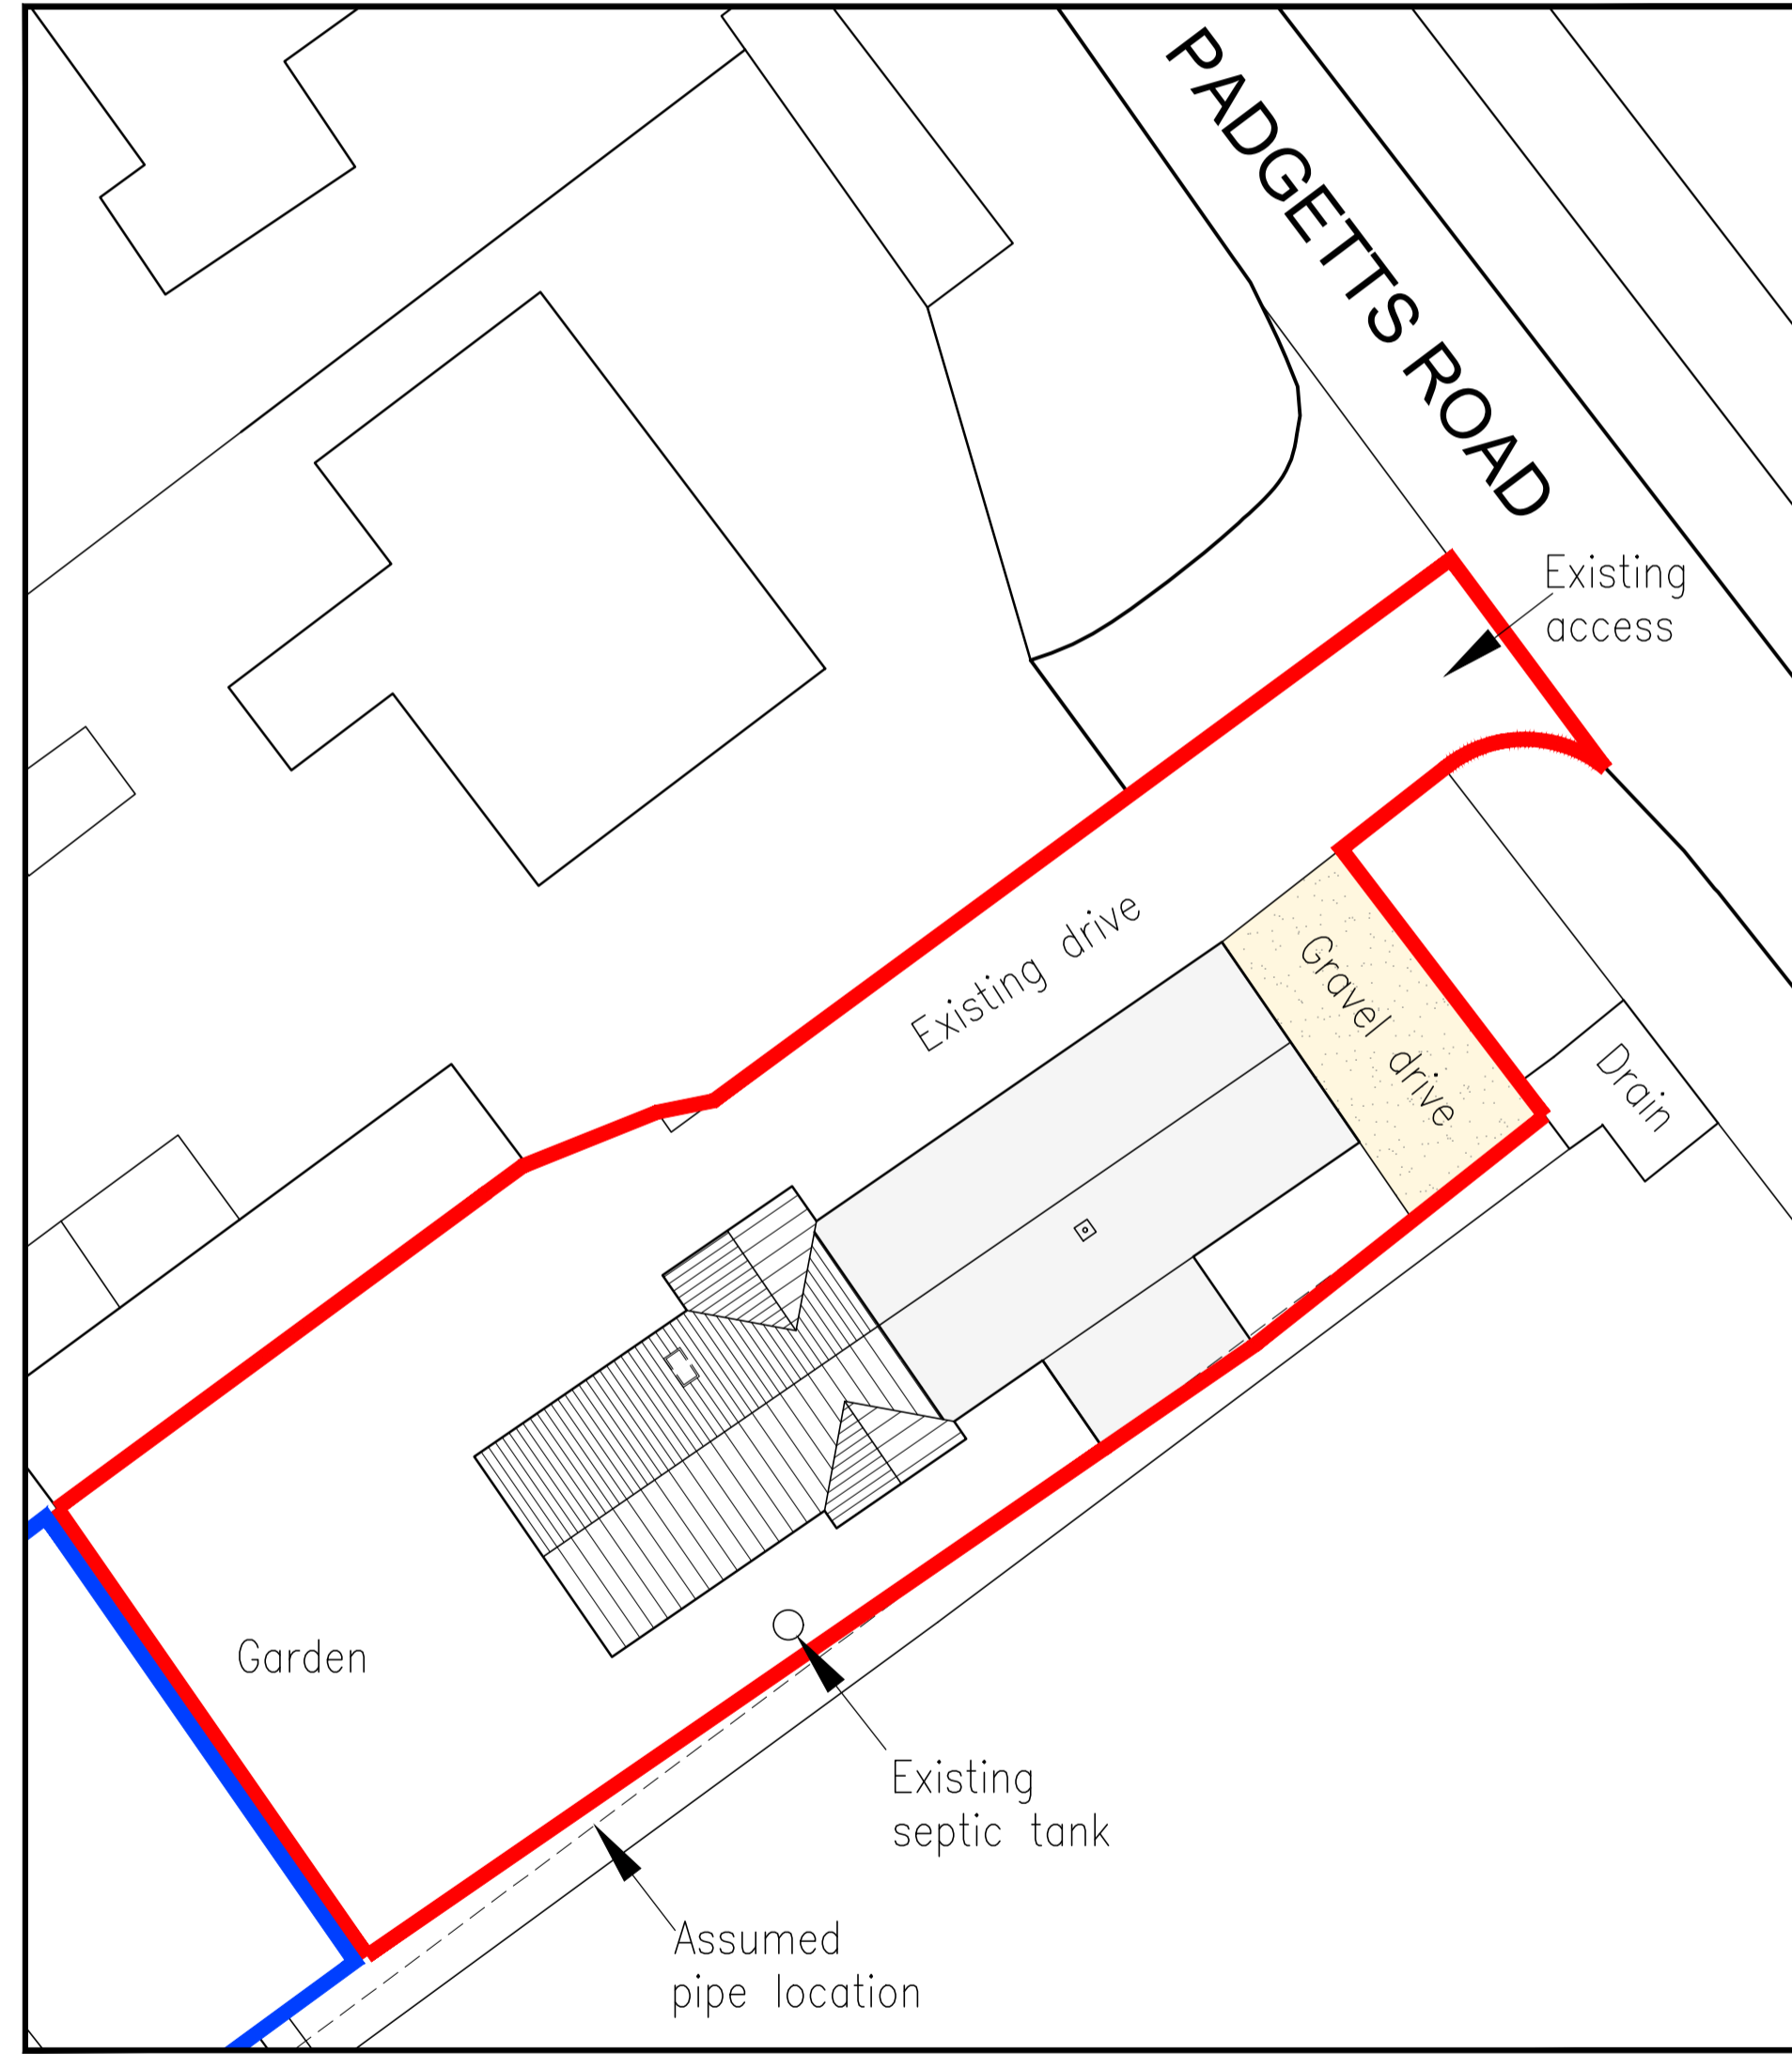 PADGETTS ROAD
Existing
access
Existing drive
Gravel drive
Drain
Garden
Existing
septic tank
Assumed
pipe location